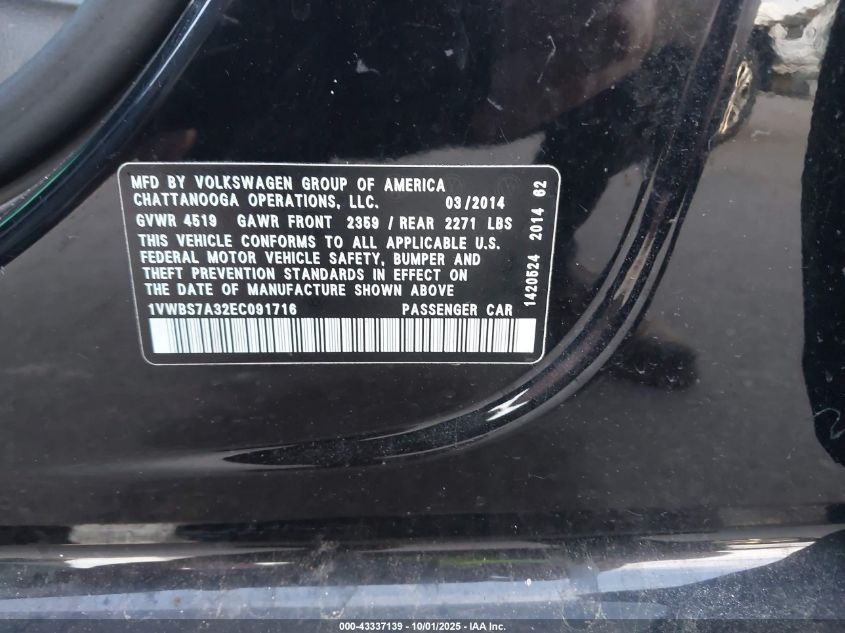 MFD BY VOLKSWAGEN GROUP OF AMERICA
CHATTANOOGA OPERATIONS, LLC. 03/2014
GVWR 4519 GAWR FRONT 2359 / REAR 2271 LBS
THIS VEHICLE CONFORMS TO ALL APPLICABLE U.S.
FEDERAL MOTOR VEHICLE SAFETY, BUMPER AND
THEFT PREVENTION STANDARDS IN EFFECT ON
THE DATE OF MANUFACTURE SHOWN ABOVE
1VWBS7A32EC091716 PASSENGER CAR
1420524 2014 62
000-43337139 - 10/01/2025 - IAA Inc.